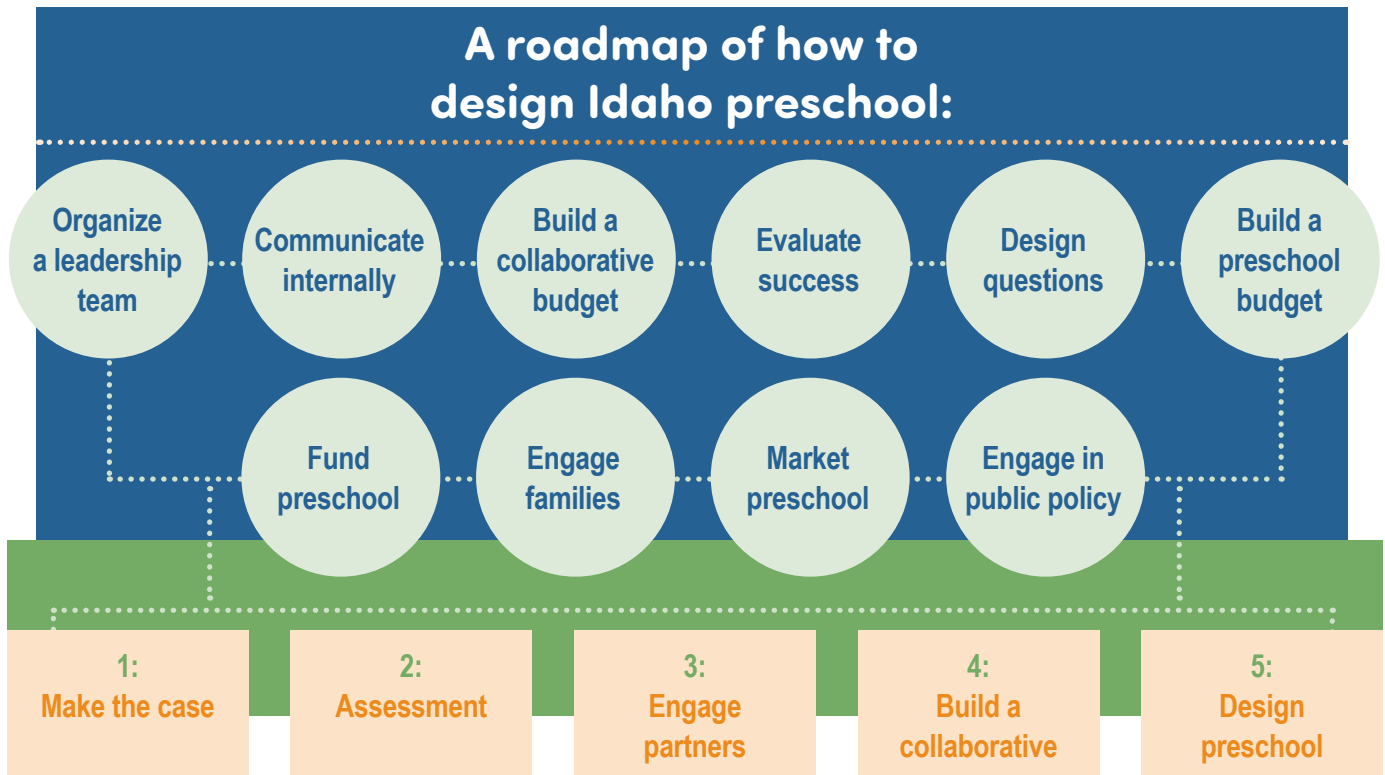 A roadmap of how to
design Idaho preschool:
Organize
a leadership
team
Communicate
internally
Build a
collaborative
budget
Evaluate
success
Design
questions
Build a
preschool
budget
Fund
preschool
Engage
families
Market
preschool
Engage in
public policy
1:
Make the case
2:
Assessment
3:
Engage
partners
4:
Build a
collaborative
5:
Design
preschool